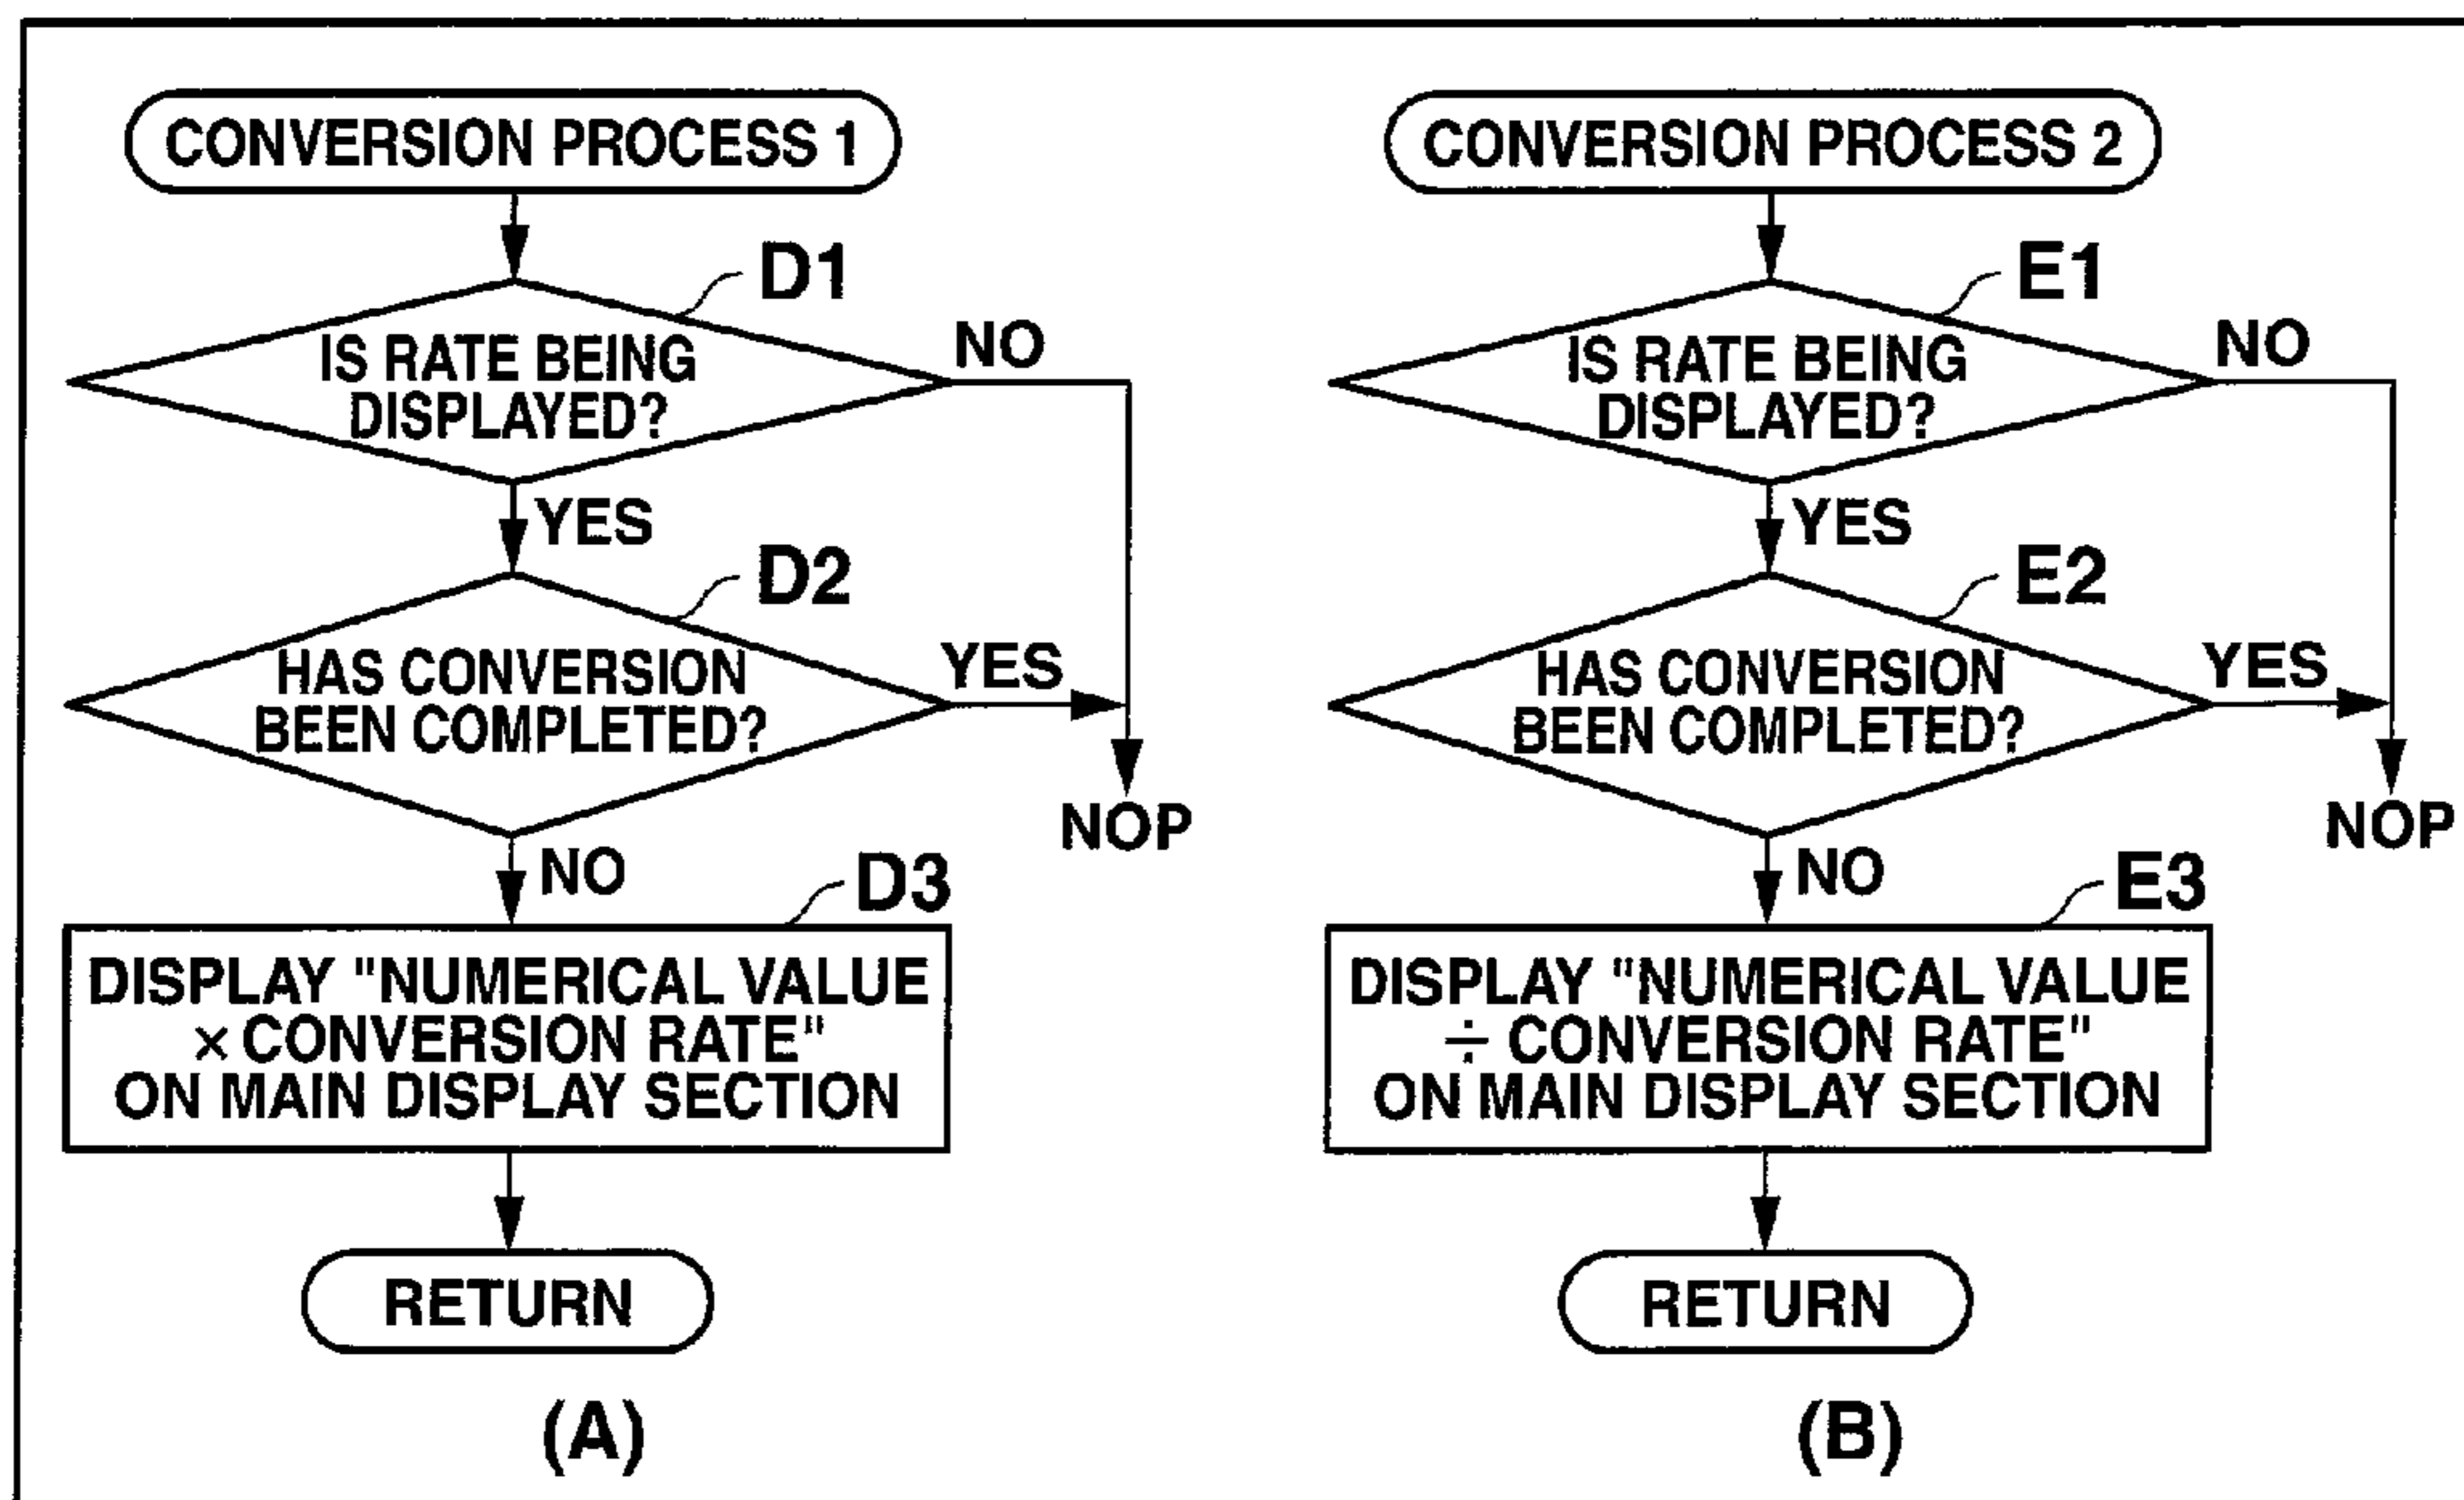 CONVERSION PROCESS 1
D1
IS RATE BEING
DISPLAYED?
NO
YES
D2
HAS CONVERSION
BEEN COMPLETED?
YES
NOP
NO
D3
DISPLAY "NUMERICAL VALUE
× CONVERSION RATE"
ON MAIN DISPLAY SECTION
RETURN
(A)
CONVERSION PROCESS 2
E1
IS RATE BEING
DISPLAYED?
NO
YES
E2
HAS CONVERSION
BEEN COMPLETED?
YES
NOP
NO
E3
DISPLAY "NUMERICAL VALUE
÷ CONVERSION RATE"
ON MAIN DISPLAY SECTION
RETURN
(B)